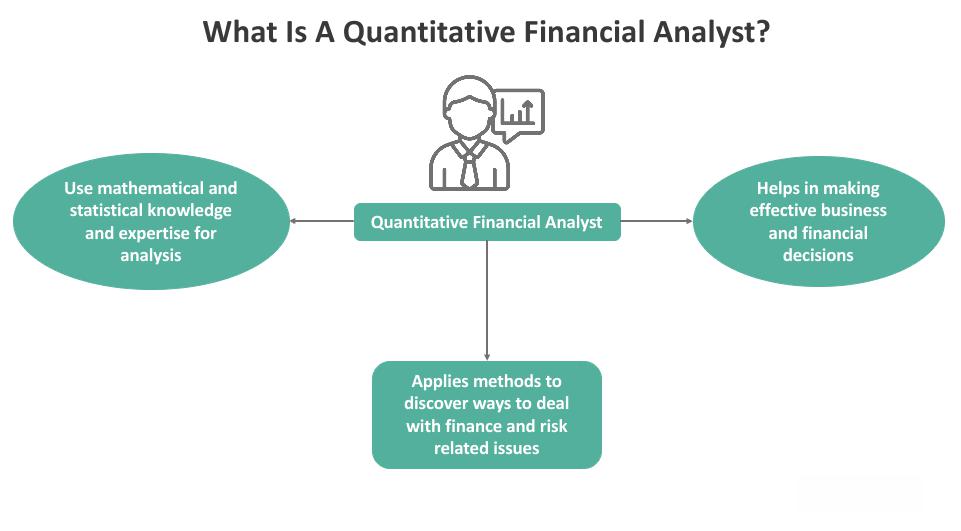 What Is A Quantitative Financial Analyst?
Use mathematical and
statistical knowledge
and expertise for
analysis
Quantitative Financial Analyst
Helps in making
effective business
and financial
decisions
Applies methods to
discover ways to deal
with finance and risk
related issues